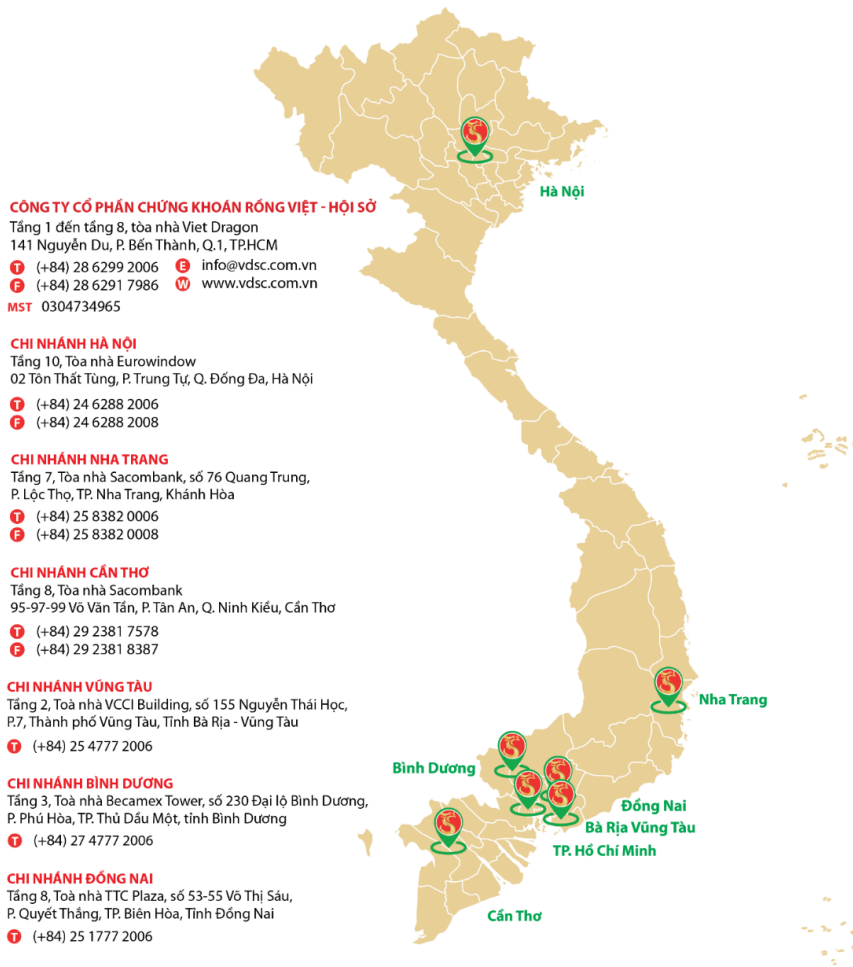 CÔNG TY CỔ PHẦN CHỨNG KHOÁN RỒNG VIỆT - HỘI SỞ
Tầng 1 đến tầng 8, tòa nhà Viet Dragon
141 Nguyễn Du, P. Bến Thành, Q.1, TP.HCM
T (+84) 28 6299 2006 E info@vdsc.com.vn
F (+84) 28 6291 7986 W www.vdsc.com.vn
MST 0304734965
CHI NHÁNH HÀ NỘI
Tầng 10, Tòa nhà Eurowindow
02 Tôn Thất Tùng, P. Trung Tự, Q. Đống Đa, Hà Nội
T (+84) 24 6288 2006
F (+84) 24 6288 2008
CHI NHÁNH NHA TRANG
Tầng 7, Tòa nhà Sacombank, số 76 Quang Trung,
P. Lộc Thọ, TP. Nha Trang, Khánh Hòa
T (+84) 25 8382 0006
F (+84) 25 8382 0008
CHI NHÁNH CẦN THƠ
Tầng 8, Tòa nhà Sacombank
95-97-99 Võ Văn Tần, P. Tân An, Q. Ninh Kiều, Cần Thơ
T (+84) 29 2381 7578
F (+84) 29 2381 8387
CHI NHÁNH VŨNG TÀU
Tầng 2, Toà nhà VCCI Building, số 155 Nguyễn Thái Học,
P.7, Thành phố Vũng Tàu, Tỉnh Bà Rịa - Vũng Tàu
T (+84) 25 4777 2006
CHI NHÁNH BÌNH DƯƠNG
Tầng 3, Toà nhà Becamex Tower, số 230 Đại lộ Bình Dương,
P. Phú Hòa, TP. Thủ Dầu Một, tỉnh Bình Dương
T (+84) 27 4777 2006
CHI NHÁNH ĐỒNG NAI
Tầng 8, Toà nhà TTC Plaza, số 53-55 Võ Thị Sáu,
P. Quyết Thắng, TP. Biên Hòa, Tỉnh Đồng Nai
T (+84) 25 1777 2006
Hà Nội
Nha Trang
Bình Dương
Đồng Nai
Bà Rịa Vũng Tàu
TP. Hồ Chí Minh
Cần Thơ